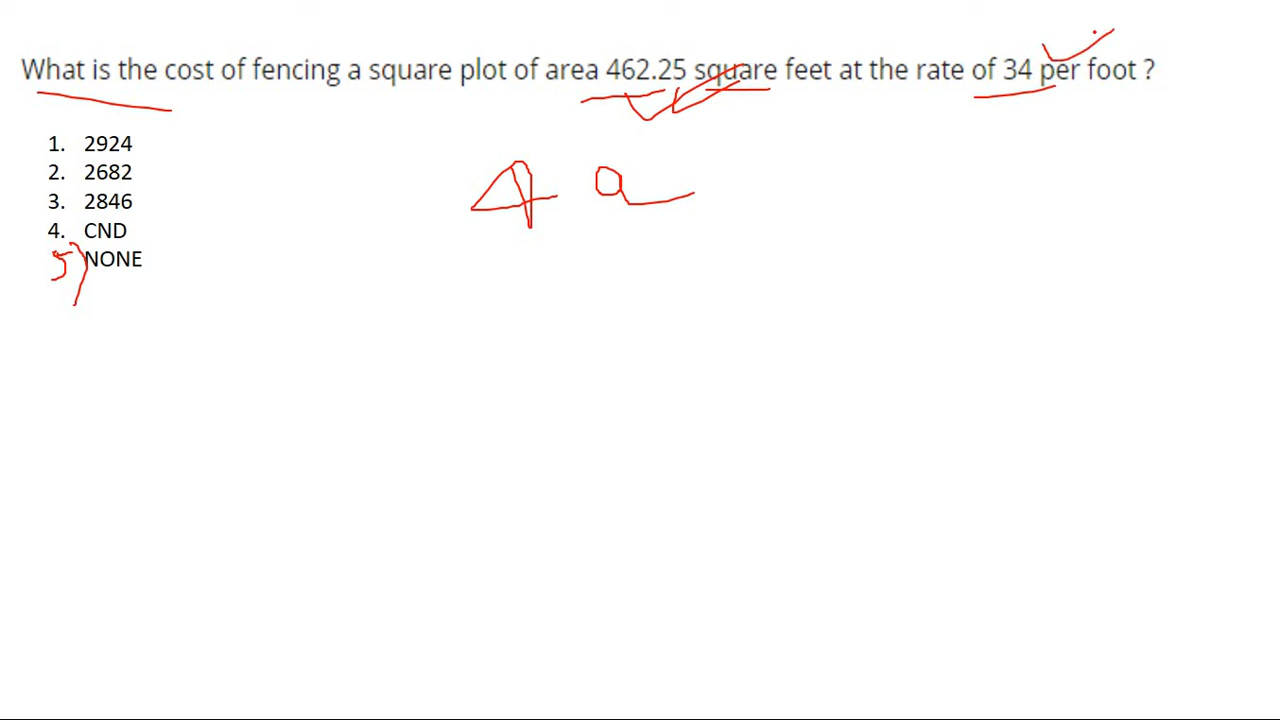 What is the cost of fencing a square plot of area 462.25 square feet at the rate of 34 per foot ?
1. 2924
2. 2682
3. 2846
4. CND
5) NONE
4 a